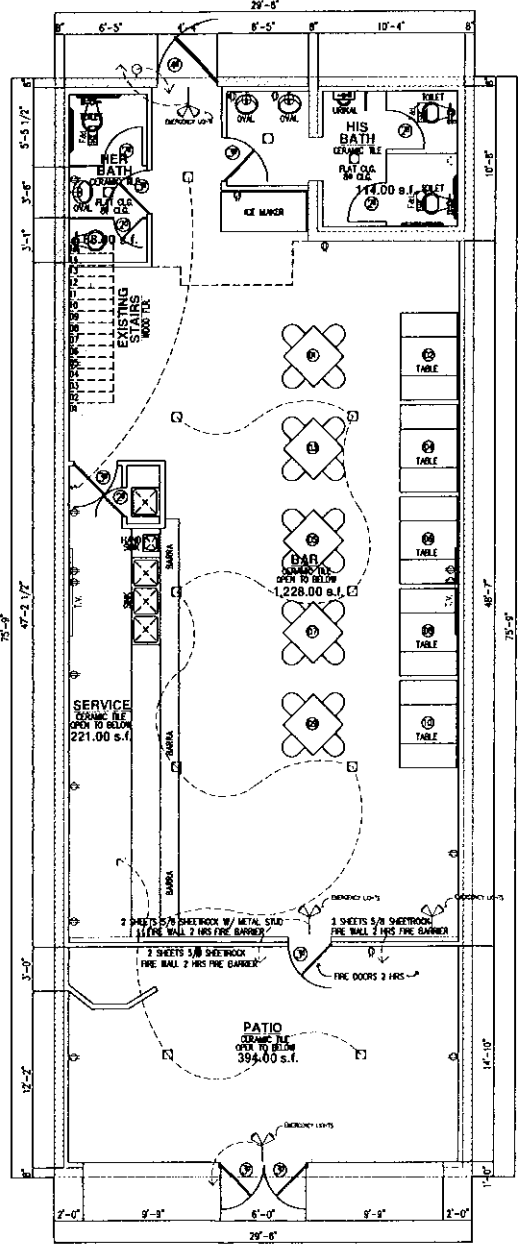 29'-6"
8"
6'-5"
4'-4"
6'-5"
8"
10'-4"
8"
EMERGENCY LIGHTS
OVAL
OVAL
URINAL
TOILET
HIS
BATH
CERAMIC TILE
FLAT CLG.
114.00 s.f.
TOILET
HER
BATH
CERAMIC TILE
FLAT CLG.
OVAL
ICE MAKER
5'-5 1/2"
3'-6"
3'-1"
10'-8"
EXISTING
STAIRS
WOOD FLR.
TABLE
TABLE
TABLE
TABLE
10
TABLE
BAR
CERAMIC TILE
OPEN TO BELOW
1,228.00 s.f.
T.V.
T.V.
BARRA
BARRA
BARRA
SERVICE
CERAMIC TILE
OPEN TO BELOW
221.00 s.f.
75'-9"
47'-2 1/2"
48'-7"
75'-9"
EMERGENCY LIGHTS
EMERGENCY LIGHTS
2 SHEETS 5/8 SHEETROCK W/ METAL STUD
FIRE WALL 2 HRS FIRE BARRIER
2 SHEETS 5/8 SHEETROCK
FIRE WALL 2 HRS FIRE BARRIER
2 SHEETS 5/8 SHEETROCK
FIRE WALL 2 HRS FIRE BARRIER
FIRE DOORS 2 HRS
3'-0"
PATIO
CERAMIC TILE
OPEN TO BELOW
394.00 s.f.
12'-2"
14'-10"
EMERGENCY LIGHTS
8"
1'-0"
2'-0"
9'-9"
6'-0"
9'-9"
2'-0"
29'-6"